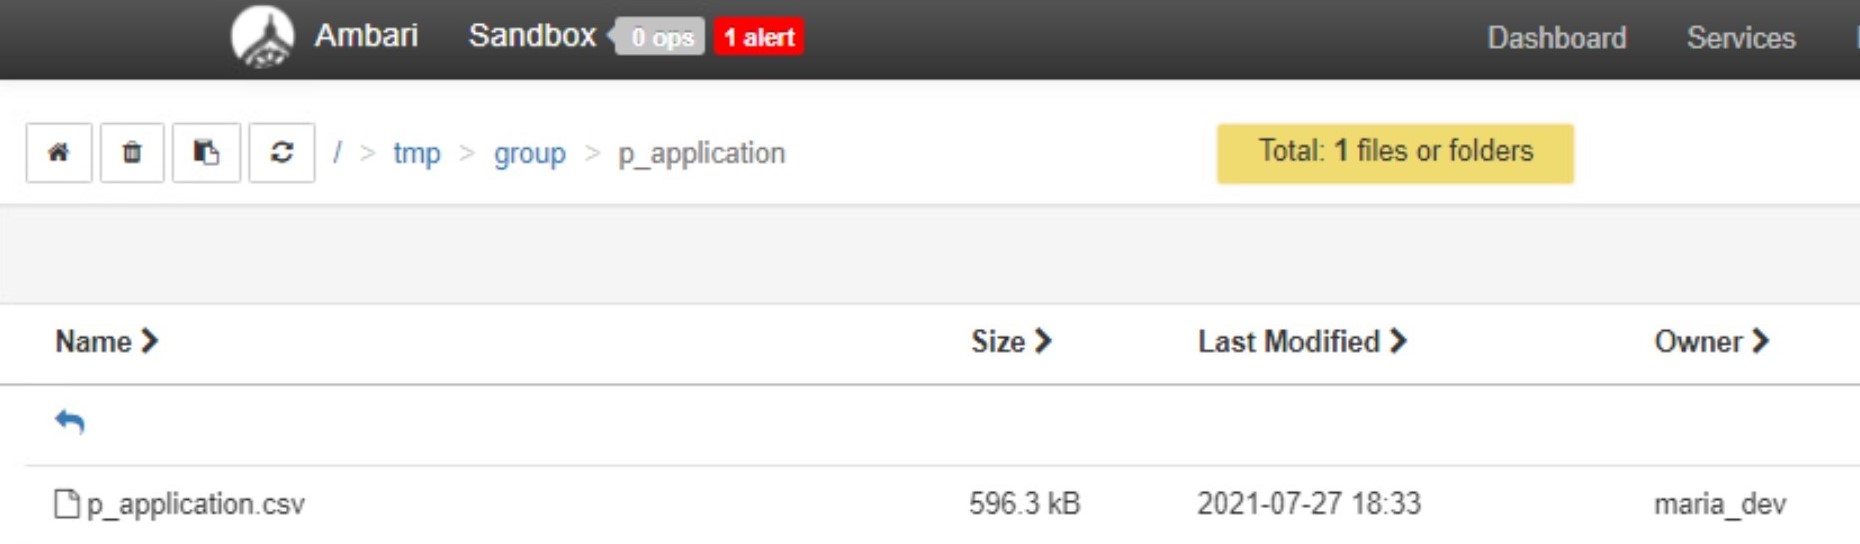 Ambari Sandbox 0 ops 1 alert Dashboard Services
/ > tmp > group > p_application Total: 1 files or folders
Name Size Last Modified Owner
p_application.csv 596.3 kB 2021-07-27 18:33 maria_dev